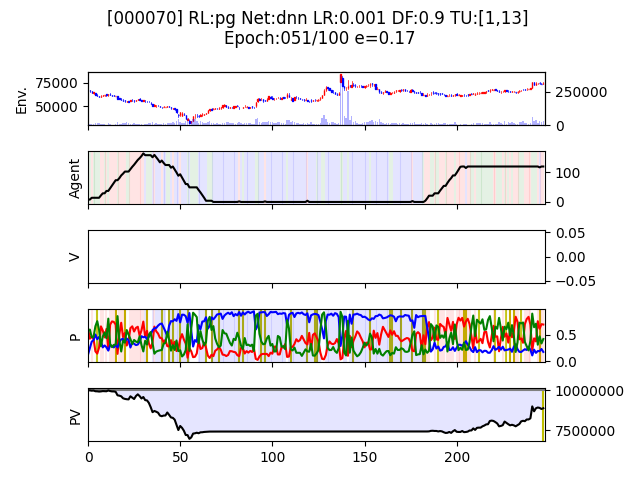 [000070] RL:pg Net:dnn LR:0.001 DF:0.9 TU:[1,13]
Epoch:051/100 e=0.17
Env.
75000
50000
250000
0
Agent
100
0
V
0.05
0.00
−0.05
P
0.5
0.0
PV
10000000
7500000
0 50 100 150 200